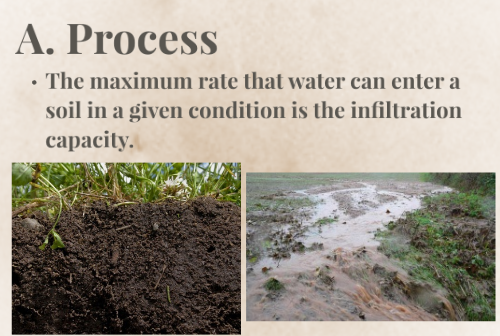 A. Process
• The maximum rate that water can enter a
soil in a given condition is the infiltration
capacity.